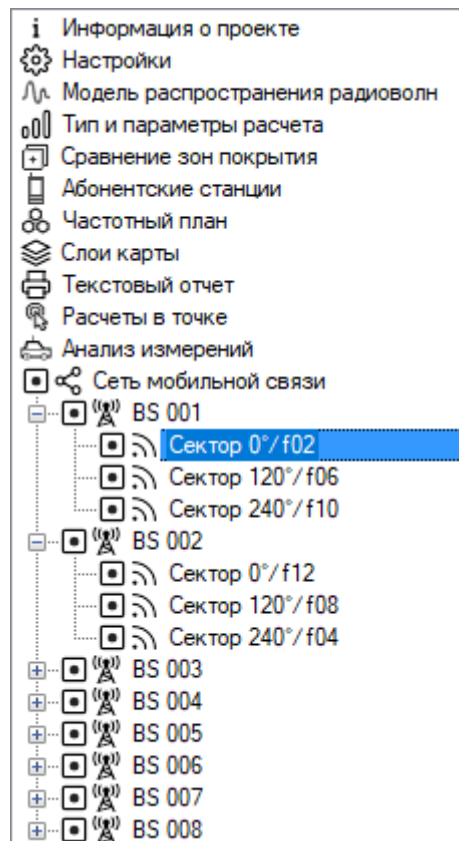 Информация о проекте
Настройки
Модель распространения радиоволн
Тип и параметры расчета
Сравнение зон покрытия
Абонентские станции
Частотный план
Слои карты
Текстовый отчет
Расчеты в точке
Анализ измерений
Сеть мобильной связи
BS 001
Сектор 0°/f02
Сектор 120°/f06
Сектор 240°/f10
BS 002
Сектор 0°/f12
Сектор 120°/f08
Сектор 240°/f04
BS 003
BS 004
BS 005
BS 006
BS 007
BS 008